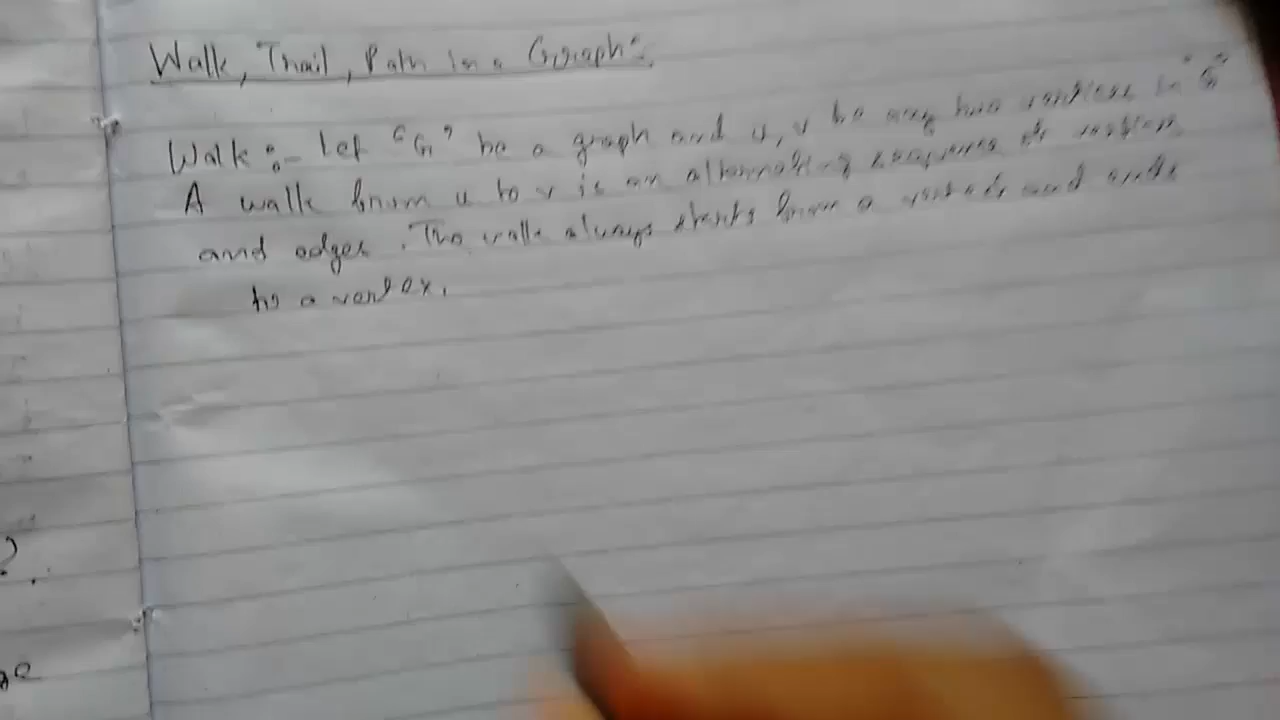 Walk, Trail, Path in a Graph:
Walk :- Let "G" be a graph and u, v be any two vertices in "G"
A walk from u to v is an alternating sequence of vertices
and edges. The walk always starts from a vertex and ends
to a vertex.
?.